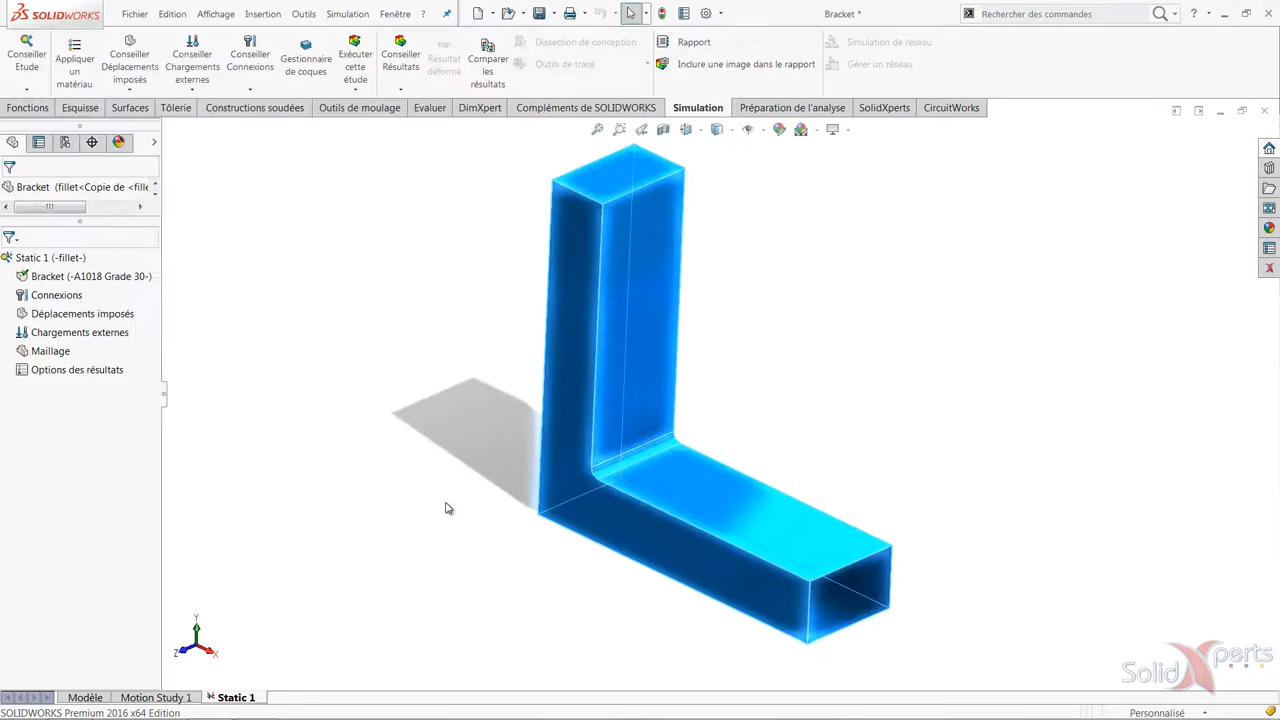 SOLIDWORKS
Fichier Edition Affichage Insertion Outils Simulation Fenêtre
Bracket *
Rechercher des commandes
Conseiller Etude
Appliquer un matériau
Conseiller Déplacements imposés
Conseiller Chargements externes
Conseiller Connexions
Gestionnaire de coques
Exécuter cette étude
Conseiller Résultats
Résultat déformé
Comparer les résultats
Dissection de conception
Outils de tracé
Rapport
Inclure une image dans le rapport
Simulation de réseau
Gérer un réseau
Fonctions Esquisse Surfaces Tôlerie Constructions soudées Outils de moulage Evaluer DimXpert Compléments de SOLIDWORKS Simulation Préparation de l'analyse SolidXperts CircuitWorks
Bracket (fillet<Copie de <fille
Static 1 (-fillet-)
Bracket (-A1018 Grade 30-)
Connexions
Déplacements imposés
Chargements externes
Maillage
Options des résultats
Y
Z
X
SolidXperts
Modèle Motion Study 1 Static 1
SOLIDWORKS Premium 2016 x64 Edition
Personnalisé